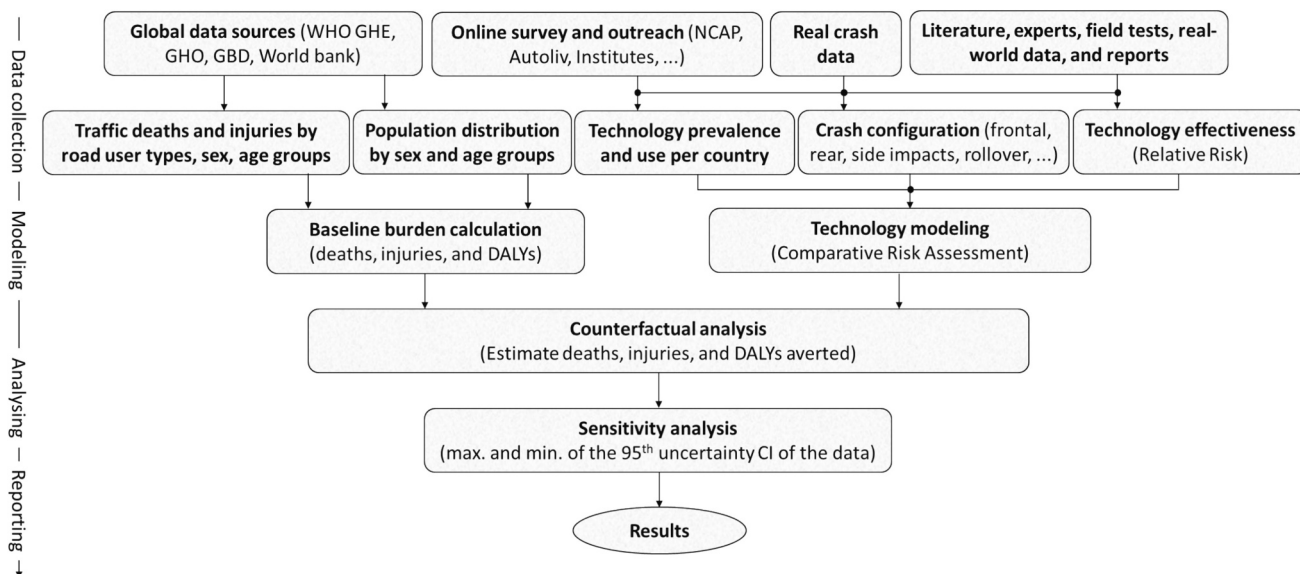 Global data sources (WHO GHE,
GHO, GBD, World bank)
Online survey and outreach (NCAP,
Autoliv, Institutes, ...)
Real crash
data
Literature, experts, field tests, real-
world data, and reports
Traffic deaths and injuries by
road user types, sex, age groups
Population distribution
by sex and age groups
Technology prevalence
and use per country
Crash configuration (frontal,
rear, side impacts, rollover, ...)
Technology effectiveness
(Relative Risk)
Baseline burden calculation
(deaths, injuries, and DALYs)
Technology modeling
(Comparative Risk Assessment)
Counterfactual analysis
(Estimate deaths, injuries, and DALYs averted)
Sensitivity analysis
(max. and min. of the 95th uncertainty CI of the data)
Results
Data collection — Modeling — Analysing — Reporting